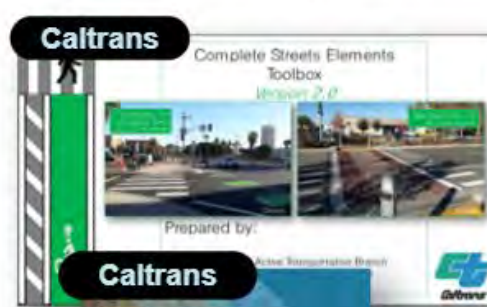 Caltrans
Complete Streets Elements
Toolbox
Version 2.0
Prepared by:
Active Transportation Branch
Caltrans
Caltrans